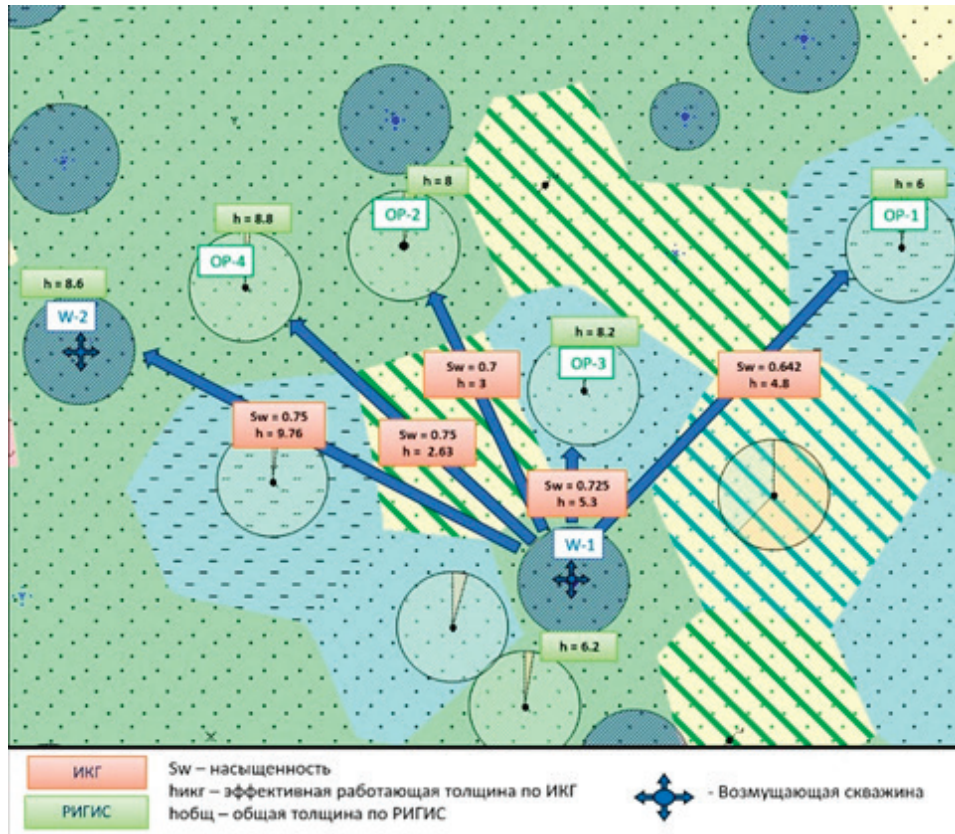 h = 8
h = 6
OP-2
OP-1
h = 8.8
OP-4
h = 8.6
W-2
h = 8.2
OP-3
Sw = 0.7
h = 3
Sw = 0.642
h = 4.8
Sw = 0.75
h = 9.76
Sw = 0.75
h = 2.63
Sw = 0.725
h = 5.3
W-1
h = 6.2
ИКГ
Sw – насыщенность
hикг – эффективная работающая толщина по ИКГ
РИГИС
hобщ – общая толщина по РИГИС
- Возмущающая скважина